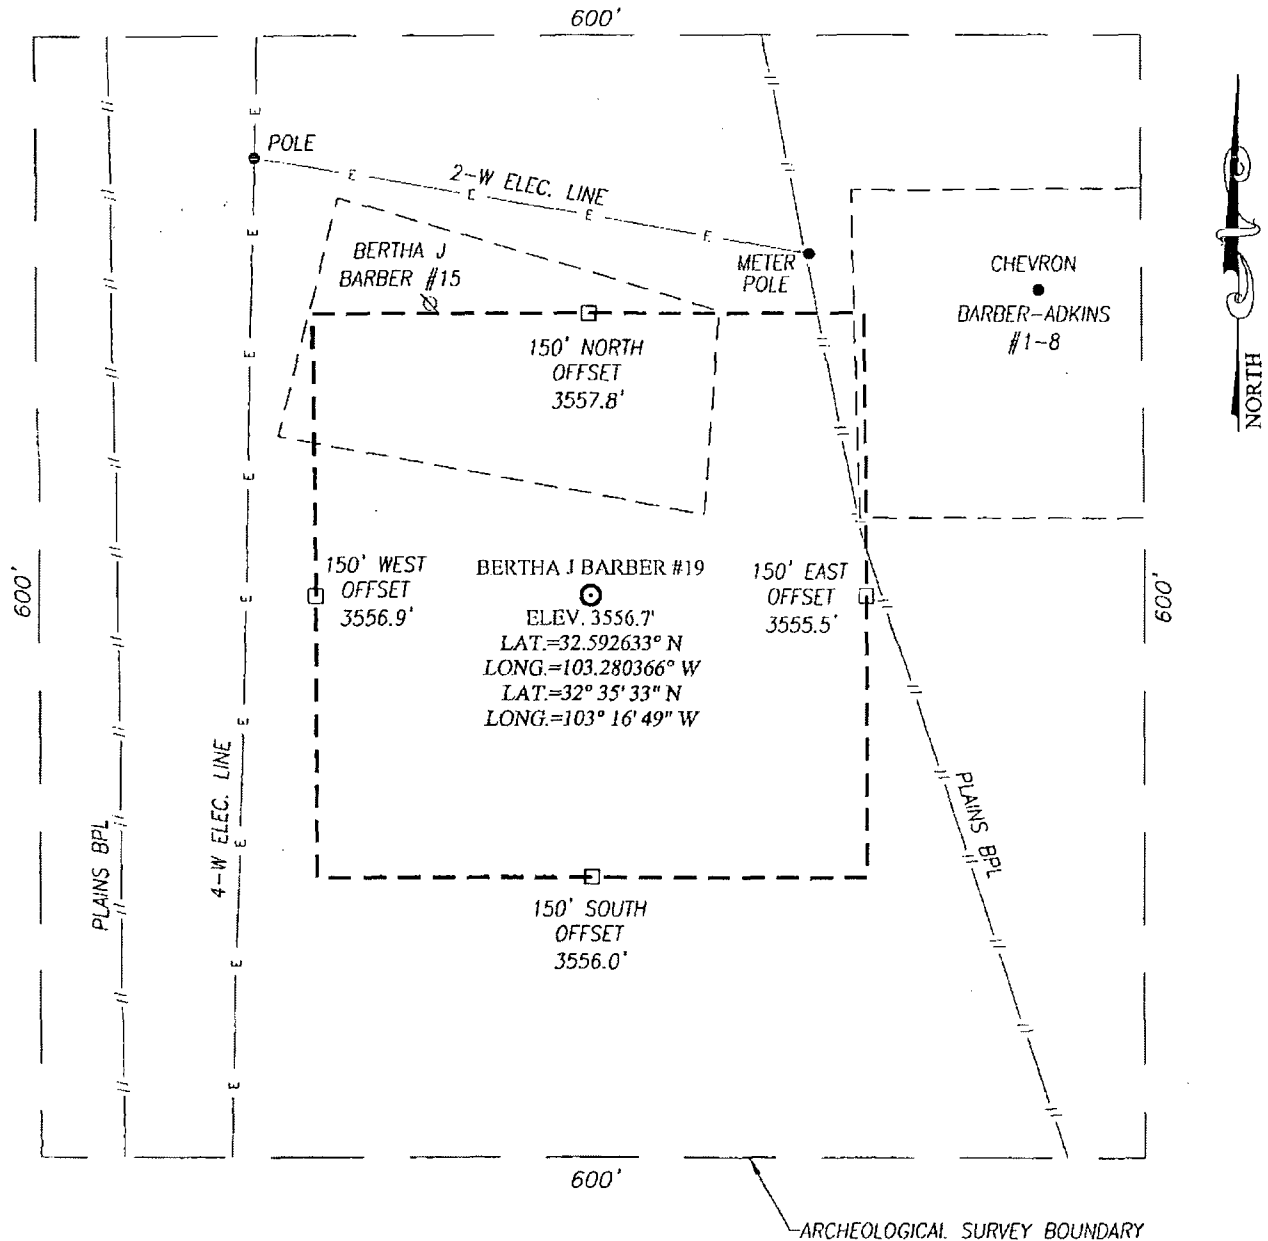 600'
POLE
2-W ELEC. LINE
BERTHA J
BARBER #15
METER
POLE
CHEVRON
BARBER-ADKINS
#1-8
NORTH
150' NORTH
OFFSET
3557.8'
600'
150' WEST
OFFSET
3556.9'
BERTHA J BARBER #19
ELEV. 3556.7'
LAT.=32.592633° N
LONG.=103.280366° W
LAT.=32° 35' 33" N
LONG.=103° 16' 49" W
150' EAST
OFFSET
3555.5'
600'
PLAINS BPL
4-W ELEC. LINE
PLAINS BPL
150' SOUTH
OFFSET
3556.0'
600'
ARCHEOLOGICAL SURVEY BOUNDARY